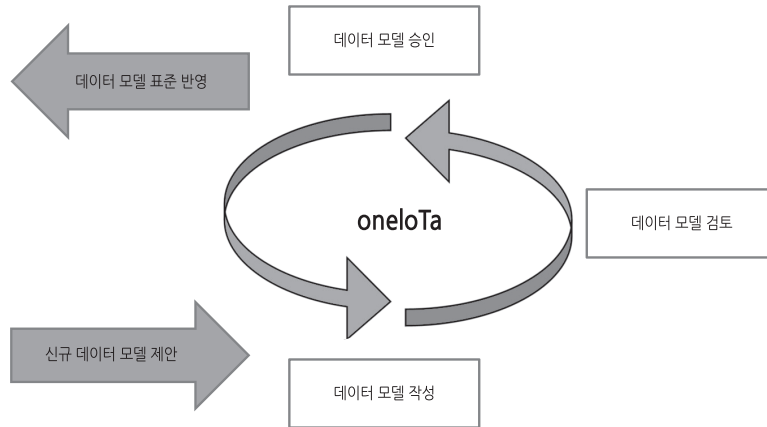 데이터 모델 승인
데이터 모델 표준 반영
oneIoTa
데이터 모델 검토
신규 데이터 모델 제안
데이터 모델 작성